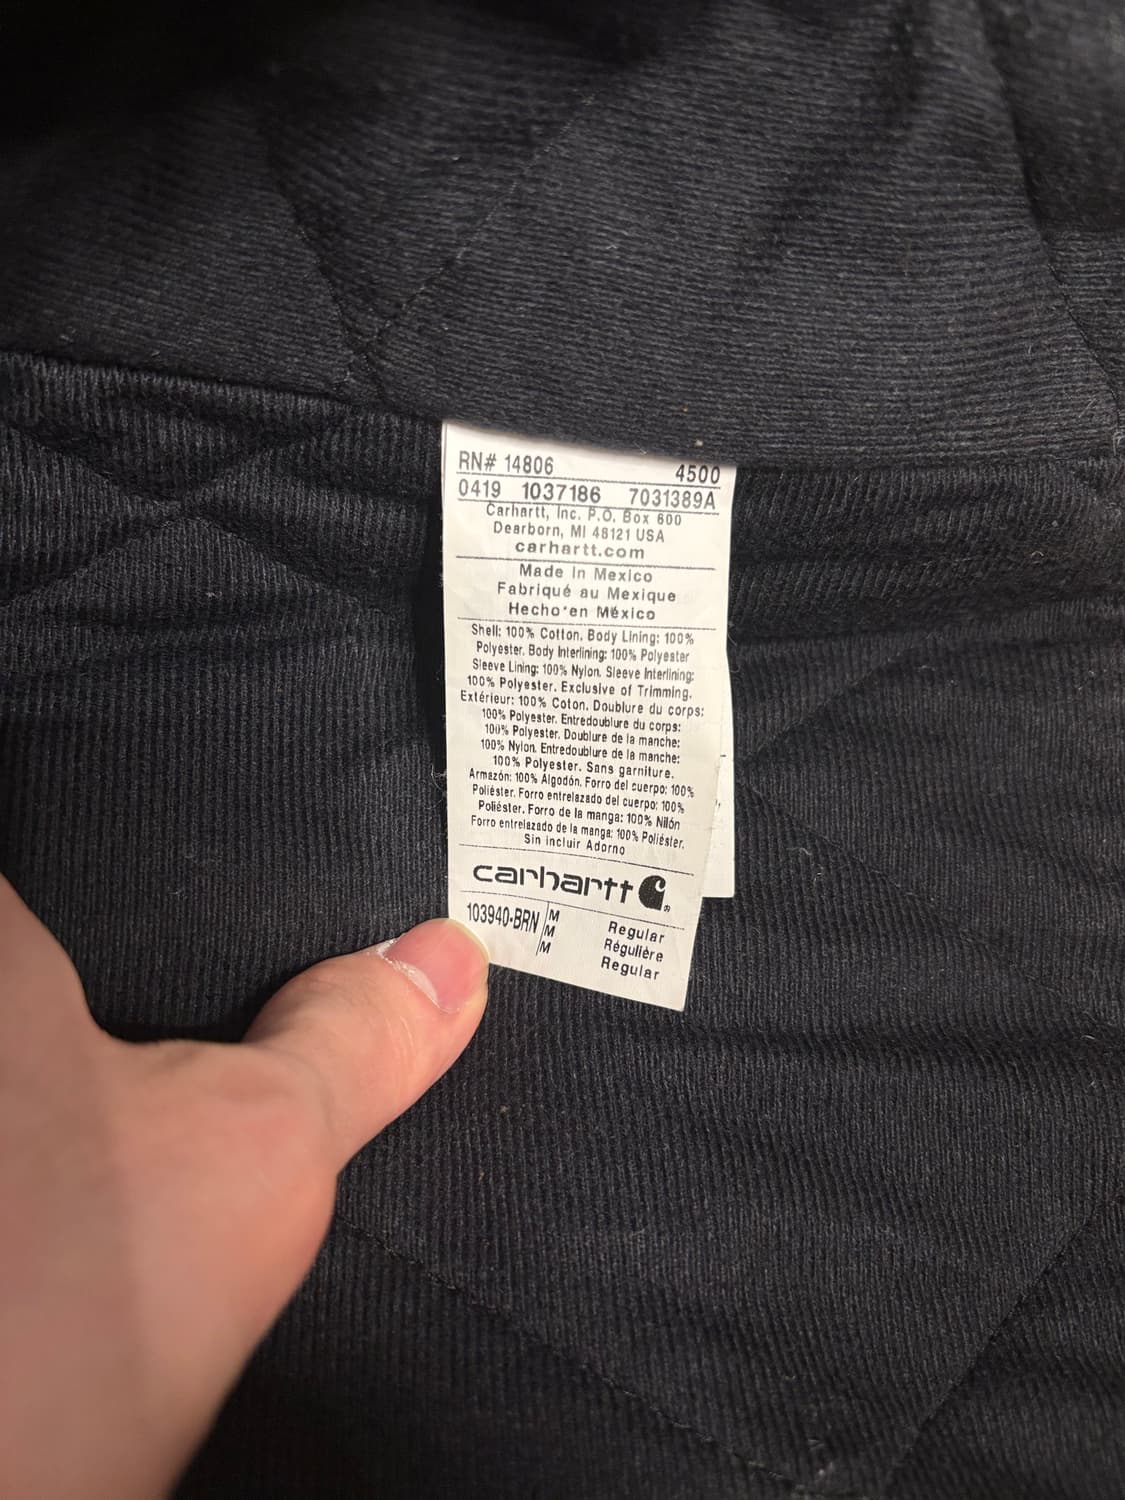 RN# 14806 4500
0419 1037186 7031389A
Carhartt, Inc. P.O. Box 600
Dearborn, MI 48121 USA
carhartt.com
Made In Mexico
Fabriqué au Mexique
Hecho en México
Shell: 100% Cotton. Body Lining: 100%
Polyester. Body Interlining: 100% Polyester
Sleeve Lining: 100% Nylon. Sleeve Interlining:
100% Polyester. Exclusive of Trimming.
Extérieur: 100% Coton. Doublure du corps:
100% Polyester. Entredoublure du corps:
100% Polyester. Doublure de la manche:
100% Nylon. Entredoublure de la manche:
100% Polyester. Sans garniture.
Armazón: 100% Algodón. Forro del cuerpo: 100%
Poliéster. Forro entrelazado del cuerpo: 100%
Poliéster. Forro de la manga: 100% Nilón
Forro entrelazado de la manga: 100% Poliéster.
Sin incluir Adorno
carhartt
103940-BRN M Regular
M Régulière
M Regular